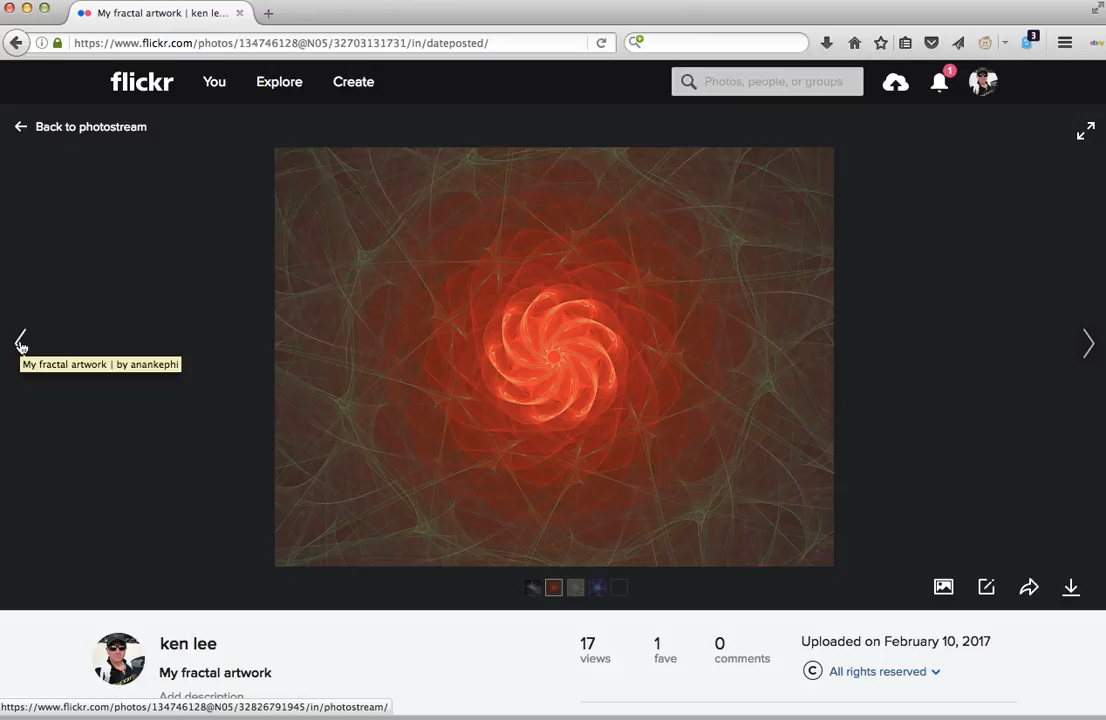 My fractal artwork | ken le...
https://www.flickr.com/photos/134746128@N05/32703131731/in/dateposted/
3
ebay
flickr
You
Explore
Create
Photos, people, or groups
1
Back to photostream
My fractal artwork | by anankephi
ken lee
My fractal artwork
Add description
17
views
1
fave
0
comments
Uploaded on February 10, 2017
© All rights reserved
https://www.flickr.com/photos/134746128@N05/32826791945/in/photostream/